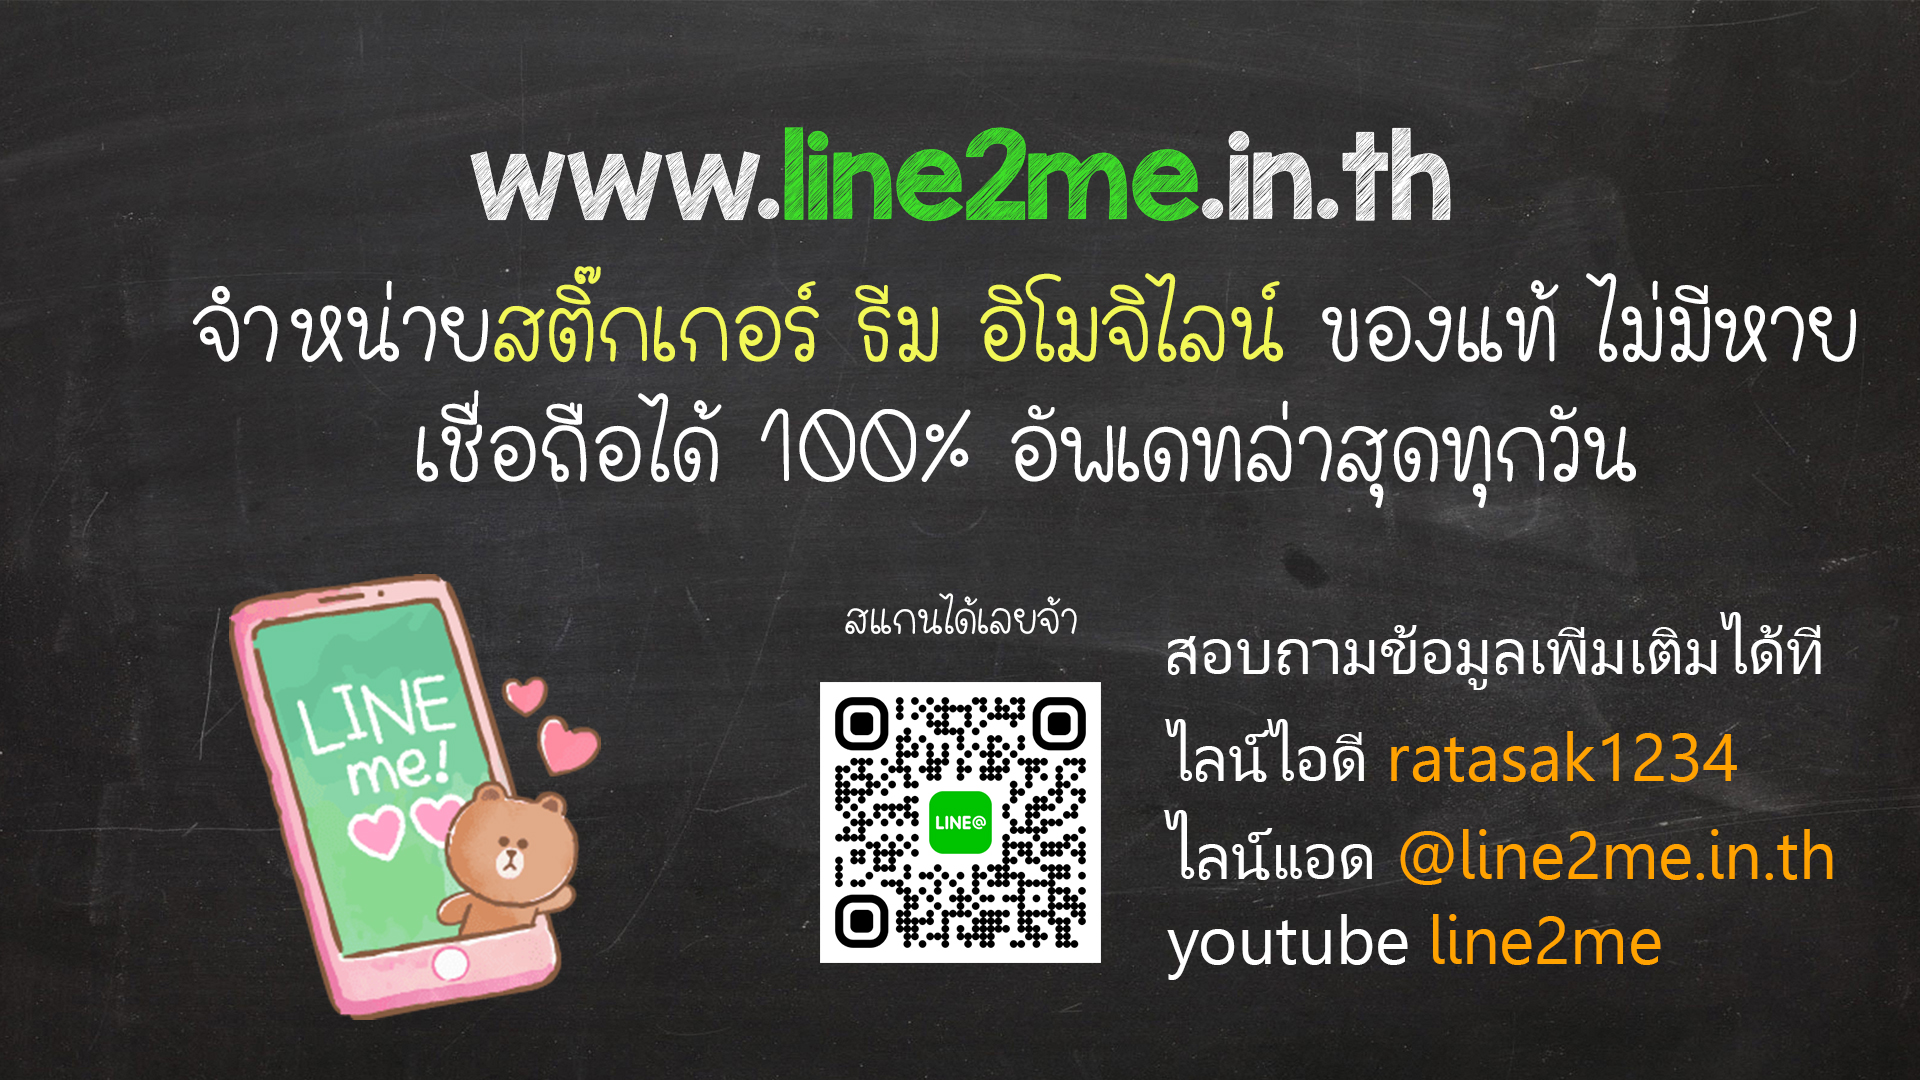 www.line2me.in.th
จำหน่ายสติ๊กเกอร์ ธีม อิโมจิไลน์ ของแท้ ไม่มีหาย
เชื่อถือได้ 100% อัพเดทล่าสุดทุกวัน
LINE
me!
สแกนได้เลยจ้า
LINE@
สอบถามข้อมูลเพิ่มเติมได้ที่
ไลน์ไอดี ratasak1234
ไลน์แอด @line2me.in.th
youtube line2me